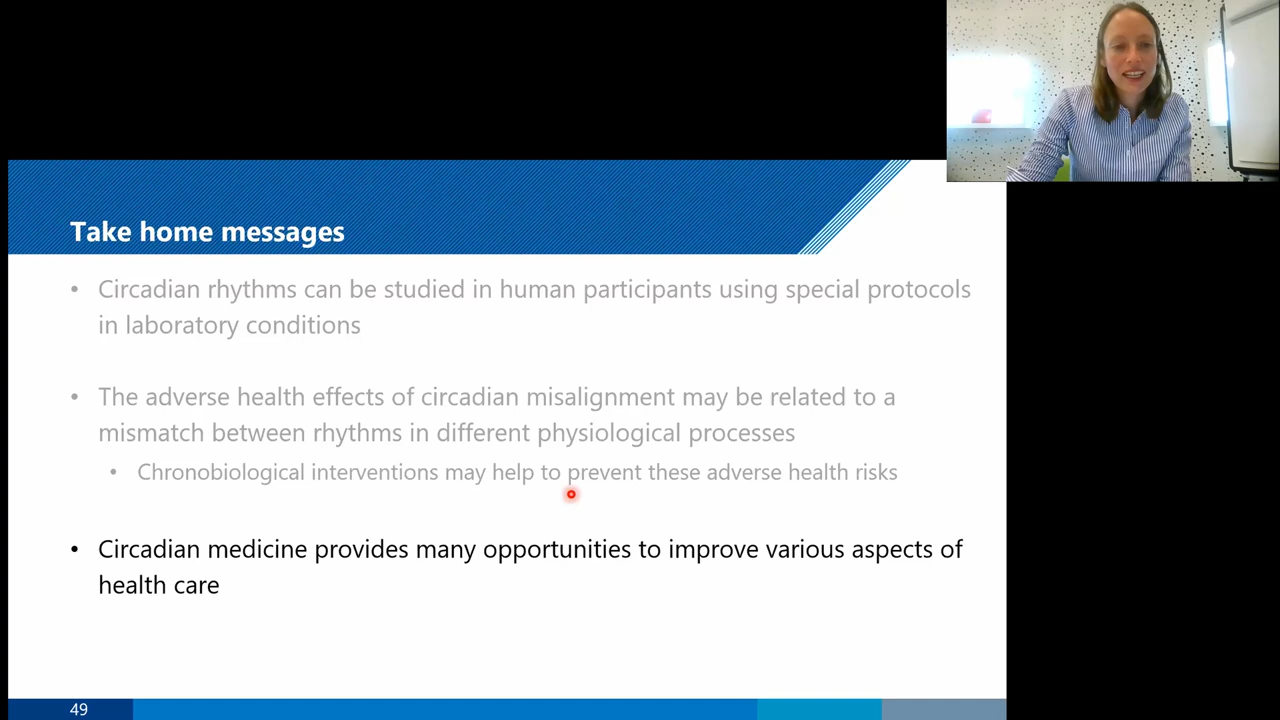 Take home messages
• Circadian rhythms can be studied in human participants using special protocols
in laboratory conditions
• The adverse health effects of circadian misalignment may be related to a
mismatch between rhythms in different physiological processes
• Chronobiological interventions may help to prevent these adverse health risks
• Circadian medicine provides many opportunities to improve various aspects of
health care
49